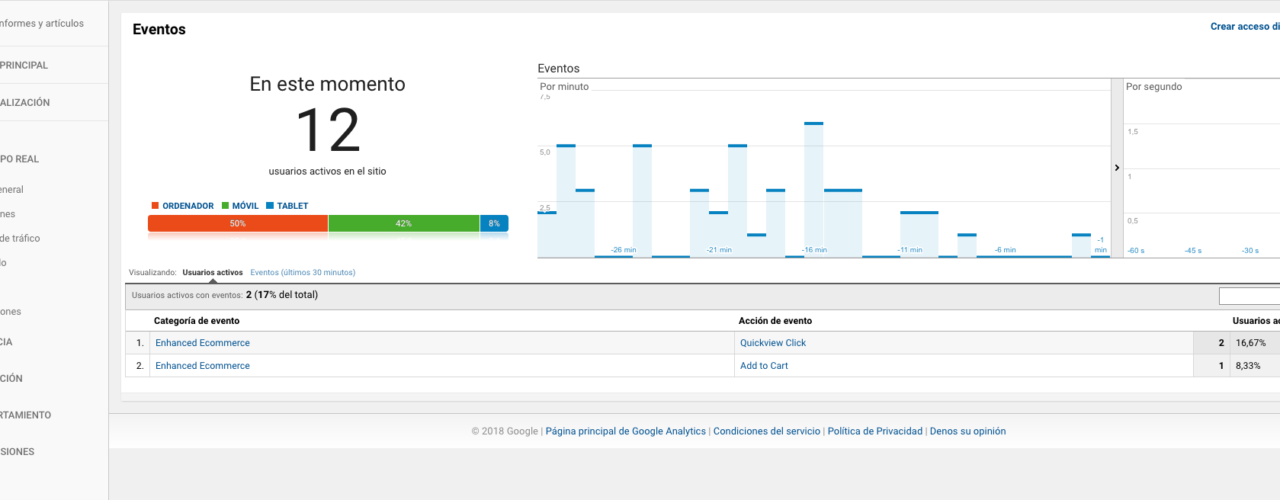 nformes y artículos
PRINCIPAL
ALIZACIÓN
PO REAL
eneral
nes
de tráfico
do
ones
CIA
CIÓN
RTAMIENTO
SIONES
Eventos
Crear acceso di
En este momento
12
usuarios activos en el sitio
ORDENADOR MÓVIL TABLET
50% 42% 8%
Eventos
Por minuto
7,5
5,0
2,5
-26 min -21 min -16 min -11 min -6 min -1 min
Por segundo
1,5
1
0,5
-60 s -45 s -30 s
Visualizando: Usuarios activos Eventos (últimos 30 minutos)
Usuarios activos con eventos: 2 (17% del total)
Categoría de evento Acción de evento Usuarios ac
1. Enhanced Ecommerce Quickview Click 2 16,67%
2. Enhanced Ecommerce Add to Cart 1 8,33%
© 2018 Google | Página principal de Google Analytics | Condiciones del servicio | Política de Privacidad | Denos su opinión